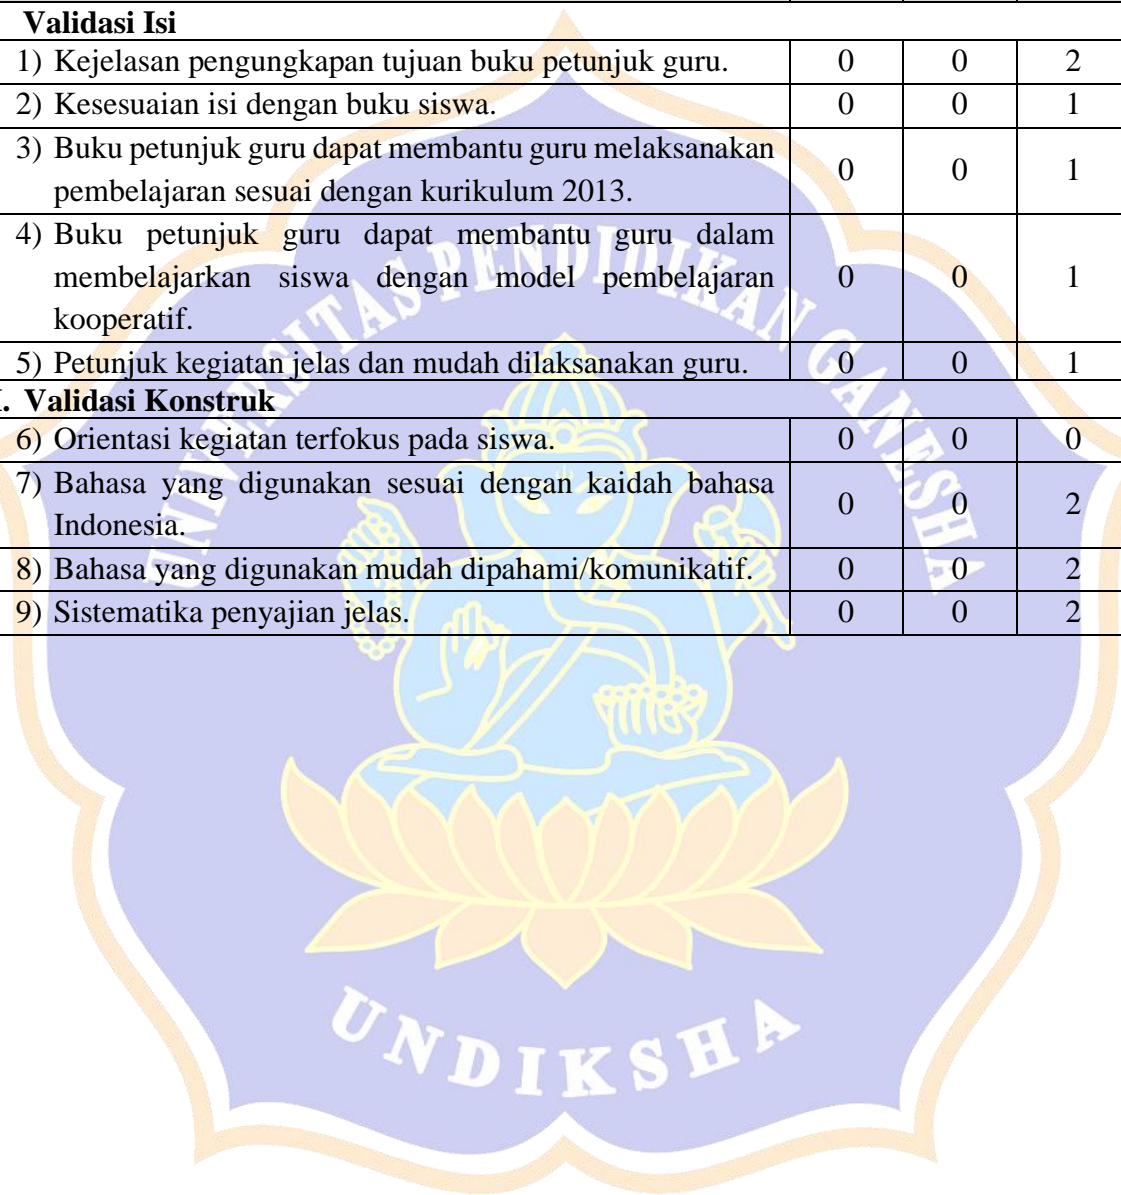 Validasi Isi
1) Kejelasan pengungkapan tujuan buku petunjuk guru. 0 0 2
2) Kesesuaian isi dengan buku siswa. 0 0 1
3) Buku petunjuk guru dapat membantu guru melaksanakan
pembelajaran sesuai dengan kurikulum 2013. 0 0 1
4) Buku petunjuk guru dapat membantu guru dalam
membelajarkan siswa dengan model pembelajaran 0 0 1
kooperatif.
5) Petunjuk kegiatan jelas dan mudah dilaksanakan guru. 0 0 1
. Validasi Konstruk
6) Orientasi kegiatan terfokus pada siswa. 0 0 0
7) Bahasa yang digunakan sesuai dengan kaidah bahasa
Indonesia. 0 0 2
8) Bahasa yang digunakan mudah dipahami/komunikatif. 0 0 2
9) Sistematika penyajian jelas. 0 0 2
UNIVERSITAS PENDIDIKAN GANESHA
UNDIKSHA